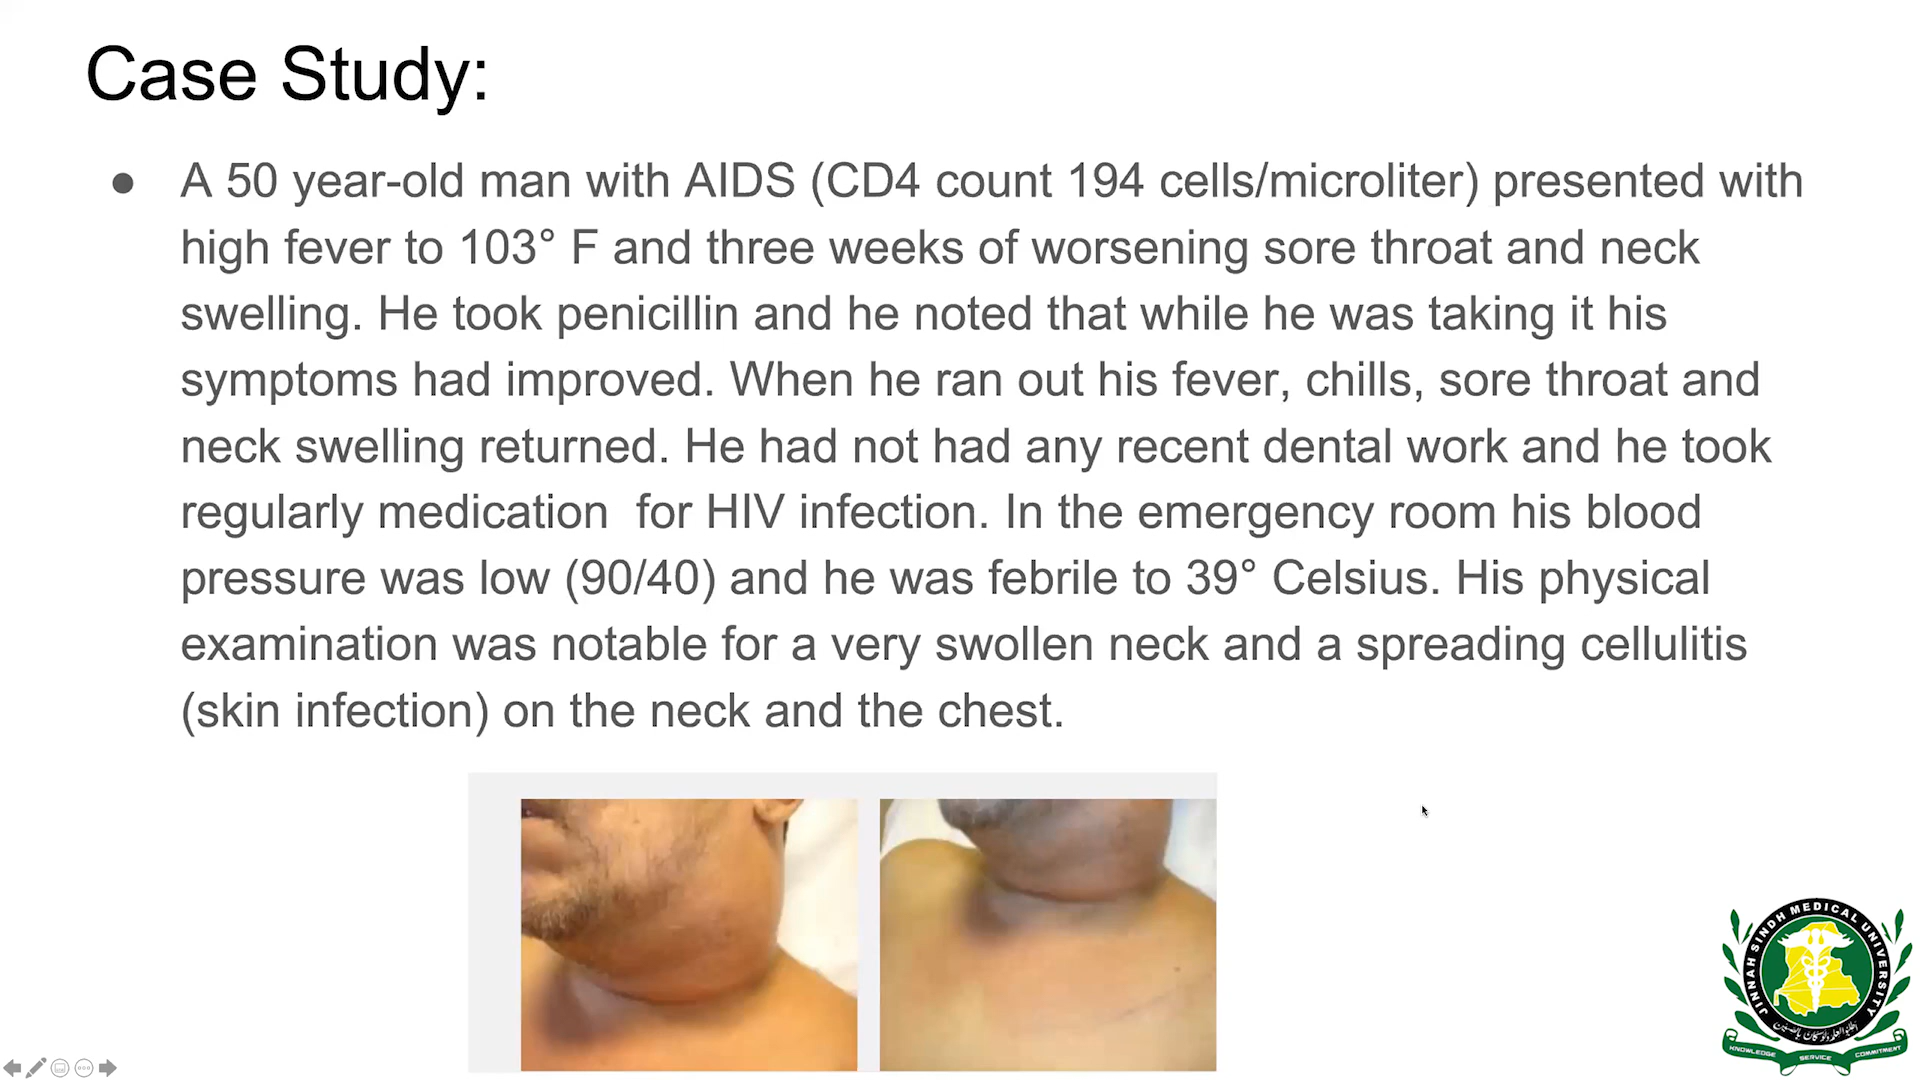 Case Study:
● A 50 year-old man with AIDS (CD4 count 194 cells/microliter) presented with
high fever to 103° F and three weeks of worsening sore throat and neck
swelling. He took penicillin and he noted that while he was taking it his
symptoms had improved. When he ran out his fever, chills, sore throat and
neck swelling returned. He had not had any recent dental work and he took
regularly medication  for HIV infection. In the emergency room his blood
pressure was low (90/40) and he was febrile to 39° Celsius. His physical
examination was notable for a very swollen neck and a spreading cellulitis
(skin infection) on the neck and the chest.
JINNAH SINDH MEDICAL UNIVERSITY
KNOWLEDGE SERVICE COMMITMENT